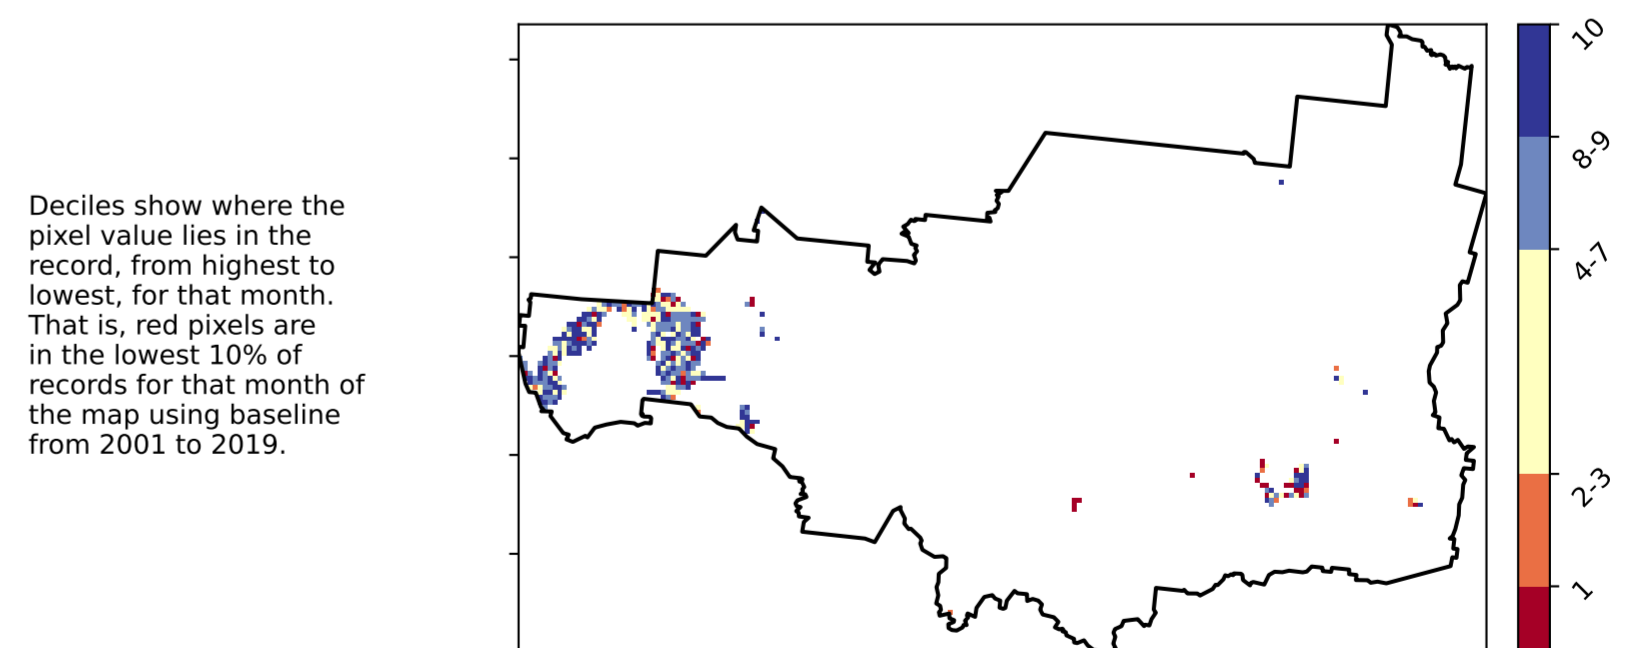 Deciles show where the
pixel value lies in the
record, from highest to
lowest, for that month.
That is, red pixels are
in the lowest 10% of
records for that month of
the map using baseline
from 2001 to 2019.
10
8-9
4-7
2-3
1